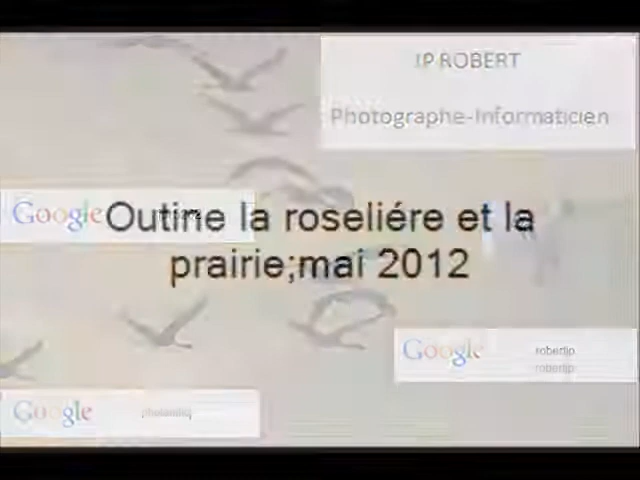 JP ROBERT
Photographe-Informaticien
Google
Outine la roseliére et la
prairie;mai 2012
Google
robertjp
robertjp
Google